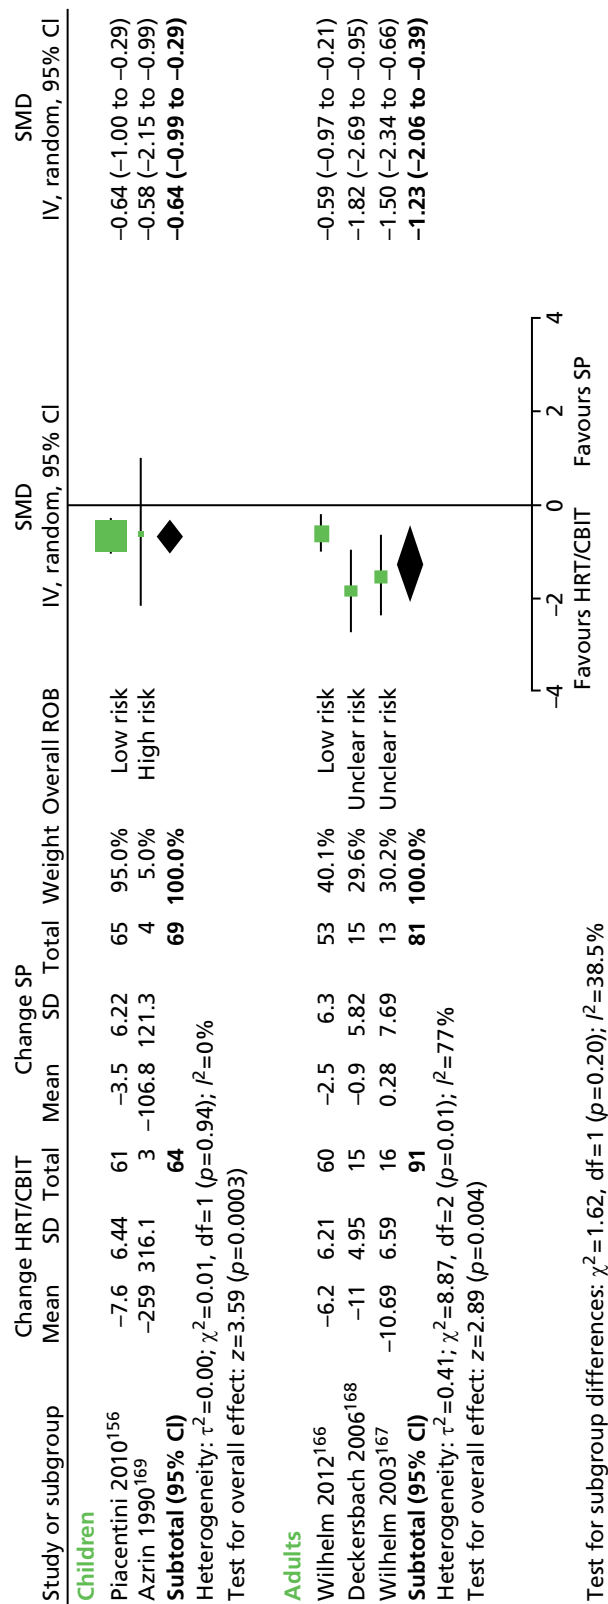 Change HRT/CBIT Change SP SMD SMD
Study or subgroup Mean SD Total Mean SD Total Weight Overall ROB IV, random, 95% CI IV, random, 95% CI
Children
Piacentini 2010¹⁵⁶ −7.6 6.44 61 −3.5 6.22 65 95.0% Low risk −0.64 (−1.00 to −0.29)
Azrin 1990¹⁶⁹ −259 316.1 3 −106.8 121.3 4 5.0% High risk −0.58 (−2.15 to −0.99)
Subtotal (95% CI) 64 69 100.0% −0.64 (−0.99 to −0.29)
Heterogeneity: τ²=0.00; χ²=0.01, df=1 (p=0.94); I²=0%
Test for overall effect: z=3.59 (p=0.0003)
Adults
Wilhelm 2012¹⁶⁶ −6.2 6.21 60 −2.5 6.3 53 40.1% Low risk −0.59 (−0.97 to −0.21)
Deckersbach 2006¹⁶⁸ −11 4.95 15 −0.9 5.82 15 29.6% Unclear risk −1.82 (−2.69 to −0.95)
Wilhelm 2003¹⁶⁷ −10.69 6.59 16 0.28 7.69 13 30.2% Unclear risk −1.50 (−2.34 to −0.66)
Subtotal (95% CI) 91 81 100.0% −1.23 (−2.06 to −0.39)
Heterogeneity: τ²=0.41; χ²=8.87, df=2 (p=0.01); I²=77%
Test for overall effect: z=2.89 (p=0.004)
−4 −2 0 2 4
Favours HRT/CBIT Favours SP
Test for subgroup differences: χ²=1.62, df=1 (p=0.20); I²=38.5%